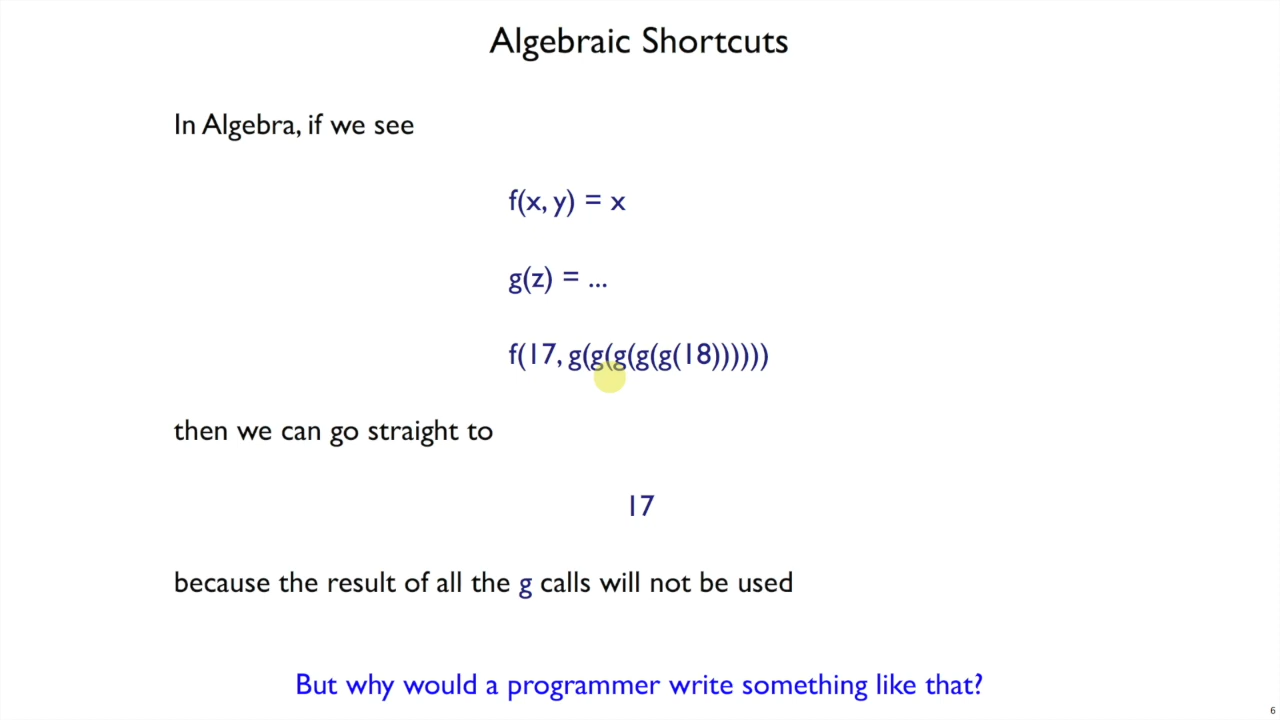 Algebraic Shortcuts
In Algebra, if we see
f(x, y) = x
g(z) = ...
f(17, g(g(g(g(g(18))))))
then we can go straight to
17
because the result of all the g calls will not be used
But why would a programmer write something like that?
6